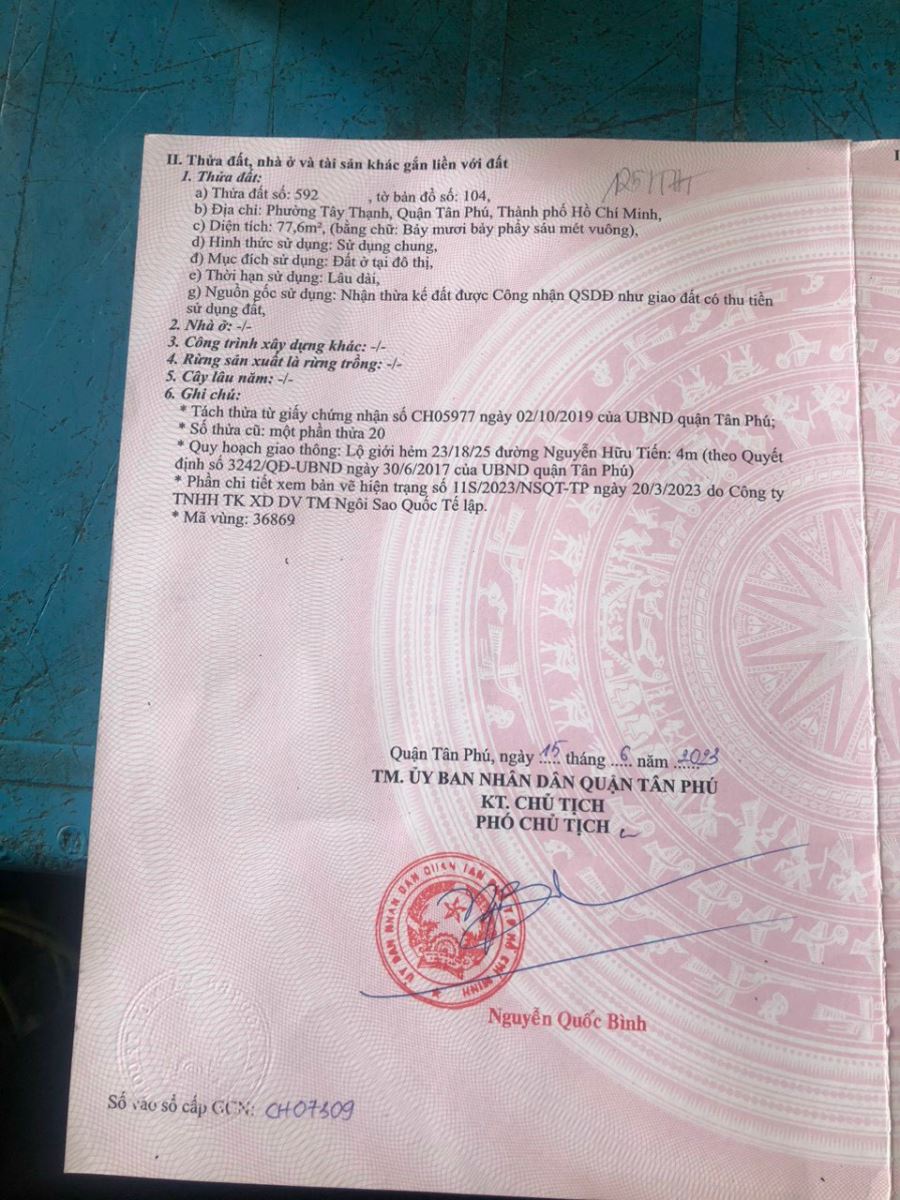 II. Thửa đất, nhà ở và tài sản khác gắn liền với đất
1. Thửa đất:
a) Thửa đất số: 592 , tờ bản đồ số: 104,
b) Địa chỉ: Phường Tây Thạnh, Quận Tân Phú, Thành phố Hồ Chí Minh,
c) Diện tích: 77,6m², (bằng chữ: Bảy mươi bảy phẩy sáu mét vuông),
d) Hình thức sử dụng: Sử dụng chung,
đ) Mục đích sử dụng: Đất ở tại đô thị,
e) Thời hạn sử dụng: Lâu dài,
g) Nguồn gốc sử dụng: Nhận thừa kế đất được Công nhận QSDĐ như giao đất có thu tiền
sử dụng đất,
2. Nhà ở: -/-
3. Công trình xây dựng khác: -/-
4. Rừng sản xuất là rừng trồng: -/-
5. Cây lâu năm: -/-
6. Ghi chú:
* Tách thửa từ giấy chứng nhận số CH05977 ngày 02/10/2019 của UBND quận Tân Phú;
* Số thửa cũ: một phần thửa 20
* Quy hoạch giao thông: Lộ giới hẻm 23/18/25 đường Nguyễn Hữu Tiến: 4m (theo Quyết
định số 3242/QĐ-UBND ngày 30/6/2017 của UBND quận Tân Phú)
* Phần chi tiết xem bản vẽ hiện trạng số 11S/2023/NSQT-TP ngày 20/3/2023 do Công ty
TNHH TK XD DV TM Ngôi Sao Quốc Tế lập.
* Mã vùng: 36869
Quận Tân Phú, ngày 15 tháng 6 năm 2023
TM. ỦY BAN NHÂN DÂN QUẬN TÂN PHÚ
KT. CHỦ TỊCH
PHÓ CHỦ TỊCH
ỦY BAN NHÂN DÂN QUẬN TÂN PHÚ T.P HỒ CHÍ MINH
Nguyễn Quốc Bình
Số vào sổ cấp GCN: CH07309